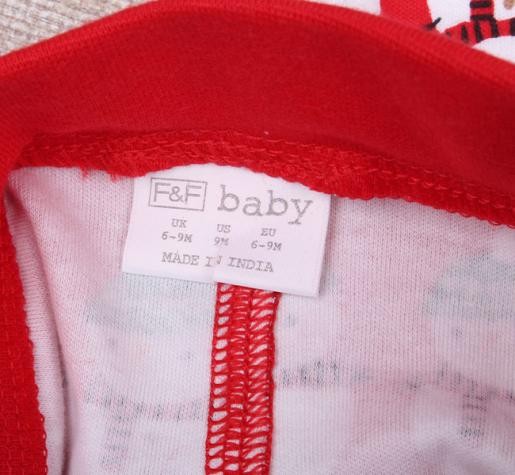 F&F baby
UK US EU
6-9M 9M 6-9M
MADE IN INDIA